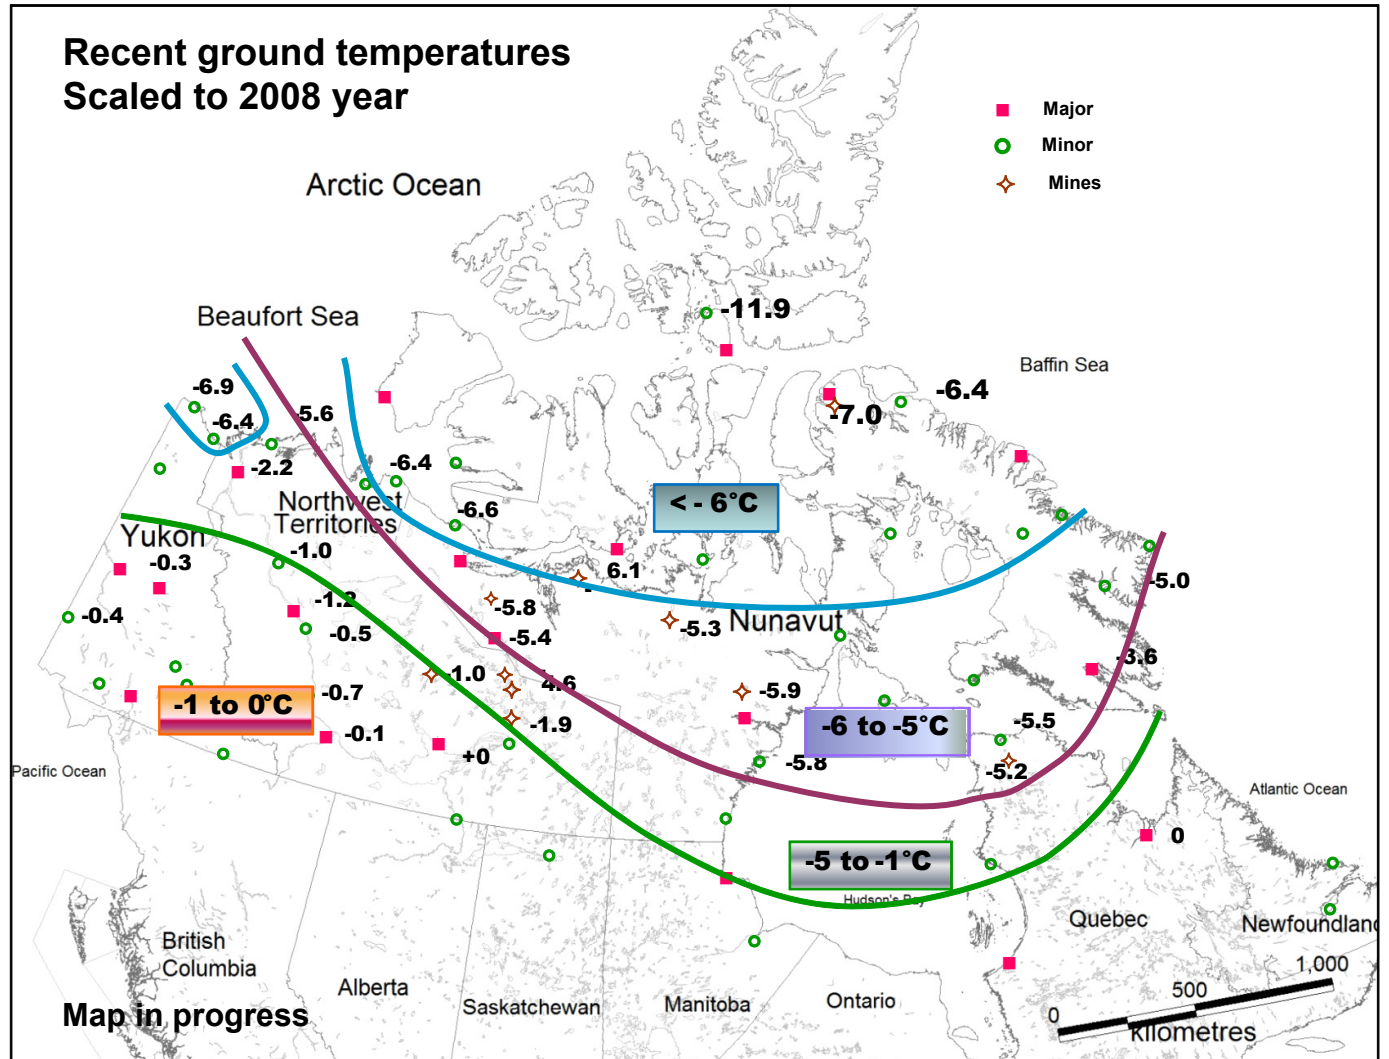 Recent ground temperatures
Scaled to 2008 year
Major
Minor
Mines
Arctic Ocean
Beaufort Sea
-11.9
Baffin Sea
-6.9
-6.4
-5.6
-6.4
-7.0
-2.2
-6.4
Northwest
Territories
-6.6
< - 6°C
Yukon
-0.3
-1.0
6.1
-
-5.0
-1.2
-5.8
-0.4
-0.5
-5.4
-5.3
Nunavut
-3.6
-1.0
4.6
-0.7
-5.9
-1 to 0°C
-1.9
-6 to -5°C
-5.5
-0.1
+0
-5.8
-5.2
Pacific Ocean
Atlantic Ocean
0
-5 to -1°C
Hudson's Bay
Quebec
Newfoundland
British
Columbia
Alberta
Saskatchewan
Manitoba
Ontario
0
500
1,000
kilometres
Map in progress